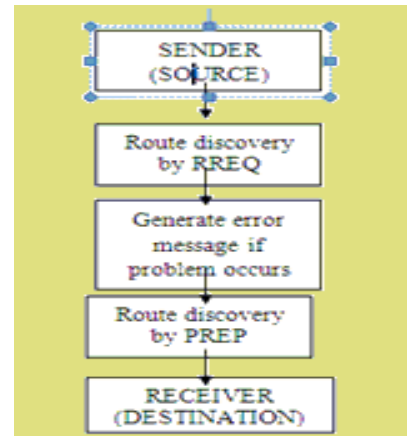 SENDER
(SOURCE)
Route discovery
by RREQ
Generate error
message if
problem occurs
Route discovery
by PREP
RECEIVER
(DESTINATION)